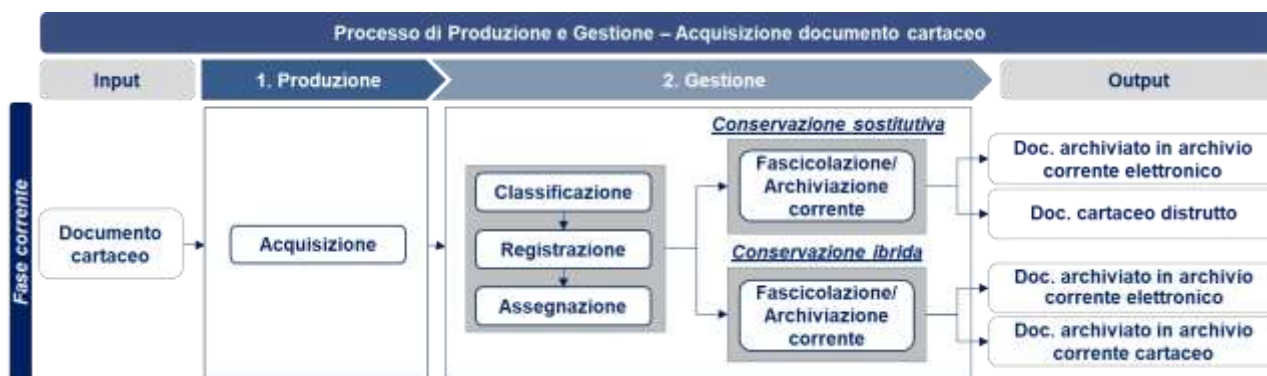 Processo di Produzione e Gestione – Acquisizione documento cartaceo
Input
1. Produzione
2. Gestione
Output
Fase corrente
Documento
cartaceo
Acquisizione
Classificazione
Registrazione
Assegnazione
Conservazione sostitutiva
Fascicolazione/
Archiviazione
corrente
Conservazione ibrida
Fascicolazione/
Archiviazione
corrente
Doc. archiviato in archivio
corrente elettronico
Doc. cartaceo distrutto
Doc. archiviato in archivio
corrente elettronico
Doc. archiviato in archivio
corrente cartaceo